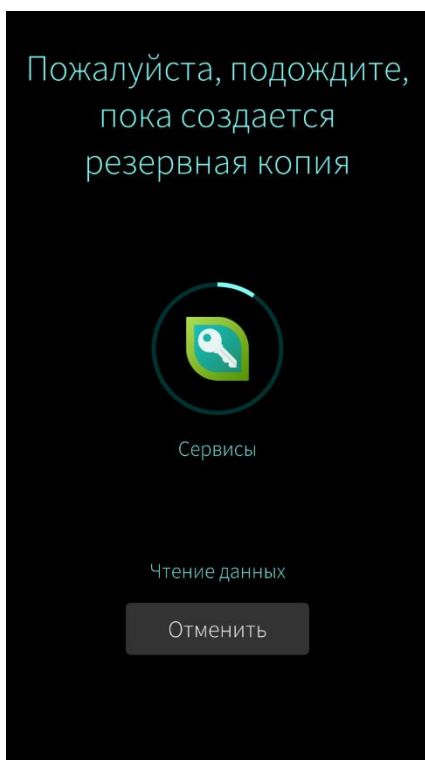 Пожалуйста, подождите,
пока создается
резервная копия
Сервисы
Чтение данных
Отменить